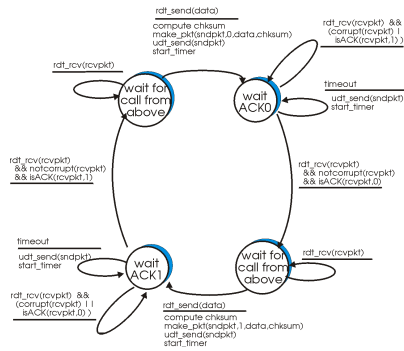 rdt_send(data)
compute chksum
make_pkt(sndpkt,0,data,chksum)
udt_send(sndpkt)
start_timer
rdt_rcv(rcvpkt) &&
(corrupt(rcvpkt) ||
isACK(rcvpkt,1) )
rdt_rcv(rcvpkt)
wait for
call from
above
wait
ACK0
timeout
udt_send(sndpkt)
start_timer
rdt_rcv(rcvpkt)
&& notcorrupt(rcvpkt)
&& isACK(rcvpkt,1)
rdt_rcv(rcvpkt)
&& notcorrupt(rcvpkt)
&& isACK(rcvpkt,0)
timeout
udt_send(sndpkt)
start_timer
wait
ACK1
wait for
call from
above
rdt_rcv(rcvpkt)
rdt_rcv(rcvpkt) &&
(corrupt(rcvpkt) ||
isACK(rcvpkt,0) )
rdt_send(data)
compute chksum
make_pkt(sndpkt,1,data,chksum)
udt_send(sndpkt)
start_timer